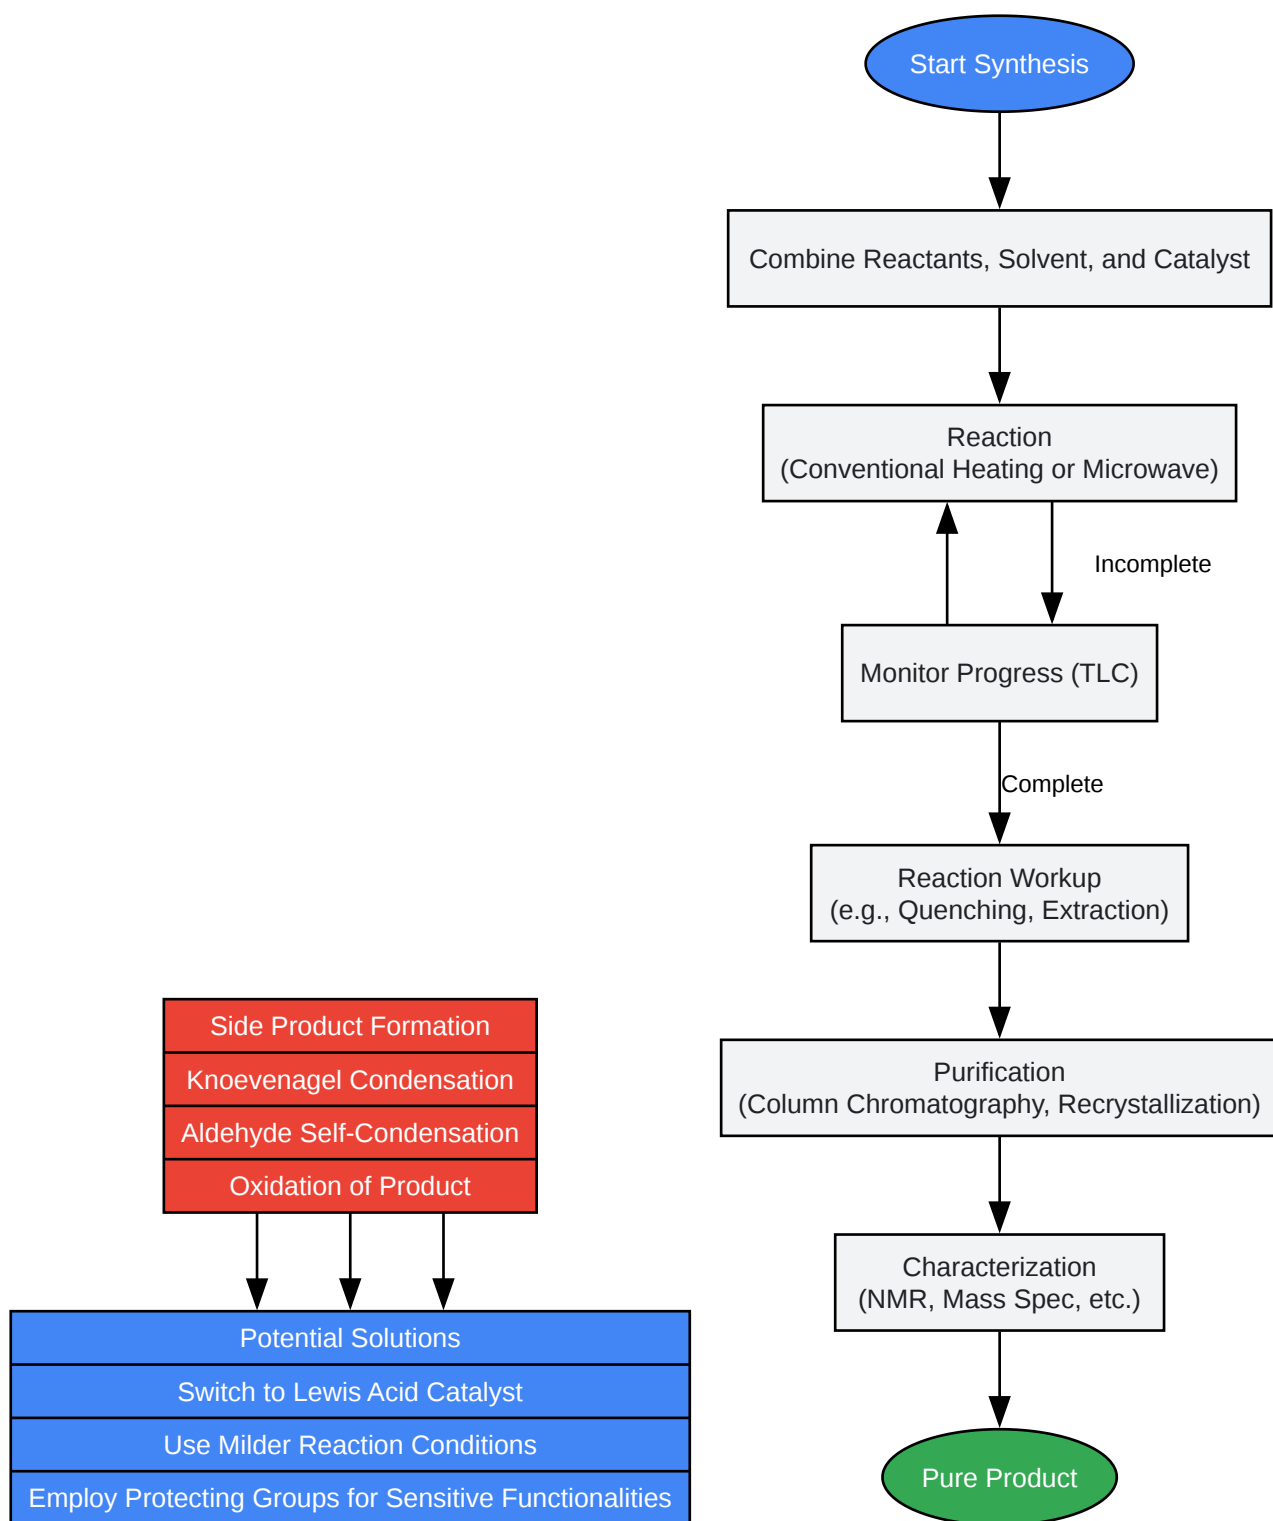 Start Synthesis
Combine Reactants, Solvent, and Catalyst
Reaction
(Conventional Heating or Microwave)
Incomplete
Monitor Progress (TLC)
Complete
Reaction Workup
(e.g., Quenching, Extraction)
Purification
(Column Chromatography, Recrystallization)
Characterization
(NMR, Mass Spec, etc.)
Pure Product
Side Product Formation
Knoevenagel Condensation
Aldehyde Self-Condensation
Oxidation of Product
Potential Solutions
Switch to Lewis Acid Catalyst
Use Milder Reaction Conditions
Employ Protecting Groups for Sensitive Functionalities